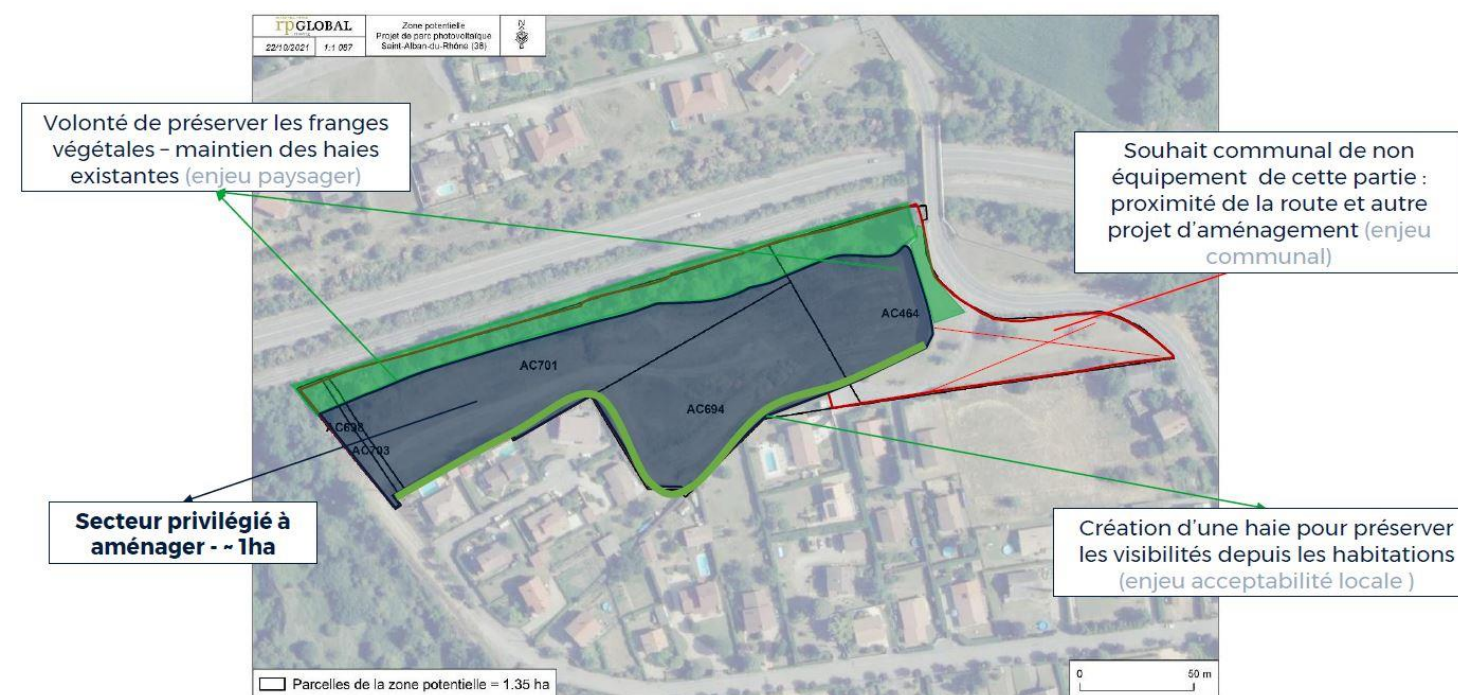 rpGLOBAL
22/10/2021
1:1 087
Zone potentielle
Projet de parc photovoltaïque
Saint-Alban-du-Rhône (38)
Volonté de préserver les franges
végétales – maintien des haies
existantes (enjeu paysager)
Souhait communal de non
équipement de cette partie :
proximité de la route et autre
projet d'aménagement (enjeu
communal)
AC464
AC701
AC694
AC698
AC703
Secteur privilégié à
aménager - ~ 1ha
Création d'une haie pour préserver
les visibilités depuis les habitations
(enjeu acceptabilité locale )
Parcelles de la zone potentielle = 1.35 ha
0 50 m